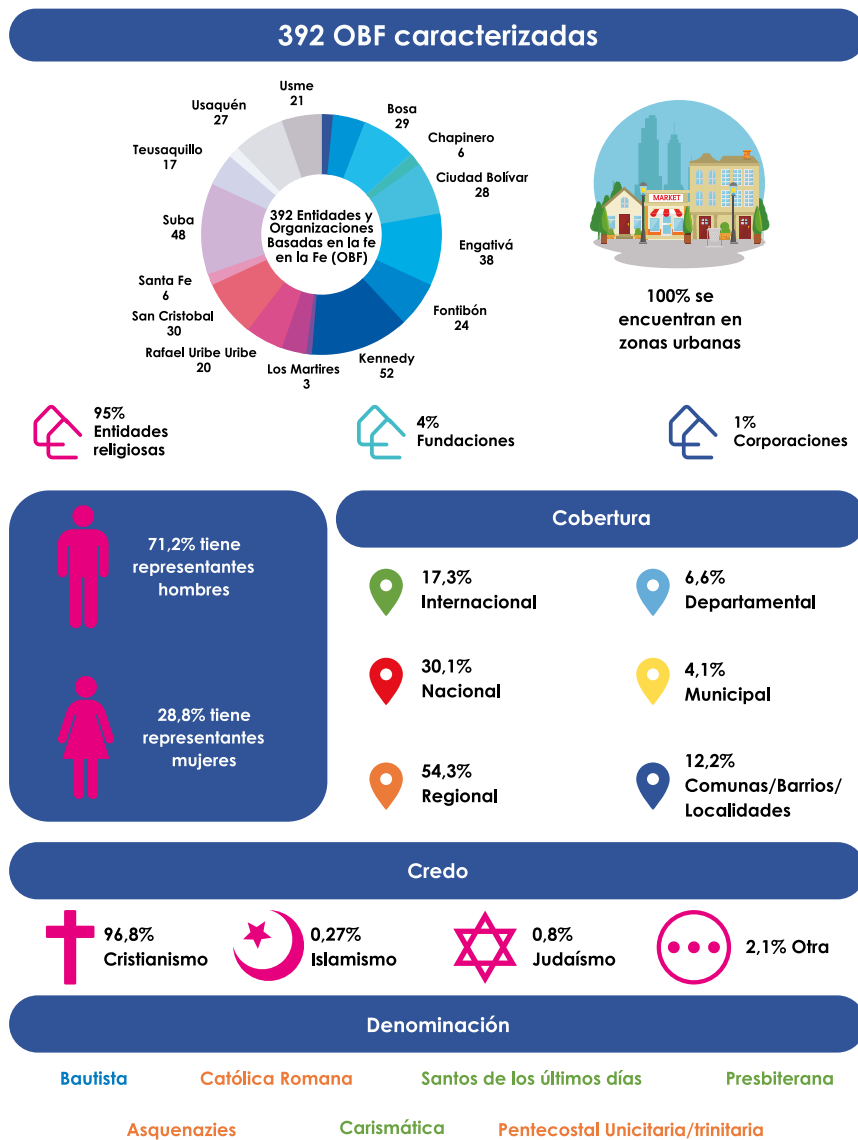 392 OBF caracterizadas
Usme
21
Usaquén
27
Teusaquillo
17
Suba
48
Santa Fe
6
San Cristobal
30
Rafael Uribe Uribe
20
Los Martires
3
Kennedy
52
Fontibón
24
Engativá
38
Ciudad Bolívar
28
Chapinero
6
Bosa
29
392 Entidades y
Organizaciones
Basadas en la fe
en la Fe (OBF)
MARKET
100% se
encuentran en
zonas urbanas
95%
Entidades
religiosas
4%
Fundaciones
1%
Corporaciones
71,2% tiene
representantes
hombres
28,8% tiene
representantes
mujeres
Cobertura
17,3%
Internacional
6,6%
Departamental
30,1%
Nacional
4,1%
Municipal
54,3%
Regional
12,2%
Comunas/Barrios/
Localidades
Credo
96,8%
Cristianismo
0,27%
Islamismo
0,8%
Judaísmo
2,1% Otra
Denominación
Bautista
Católica Romana
Santos de los últimos días
Presbiterana
Asquenazies
Carismática
Pentecostal Unicitaria/trinitaria